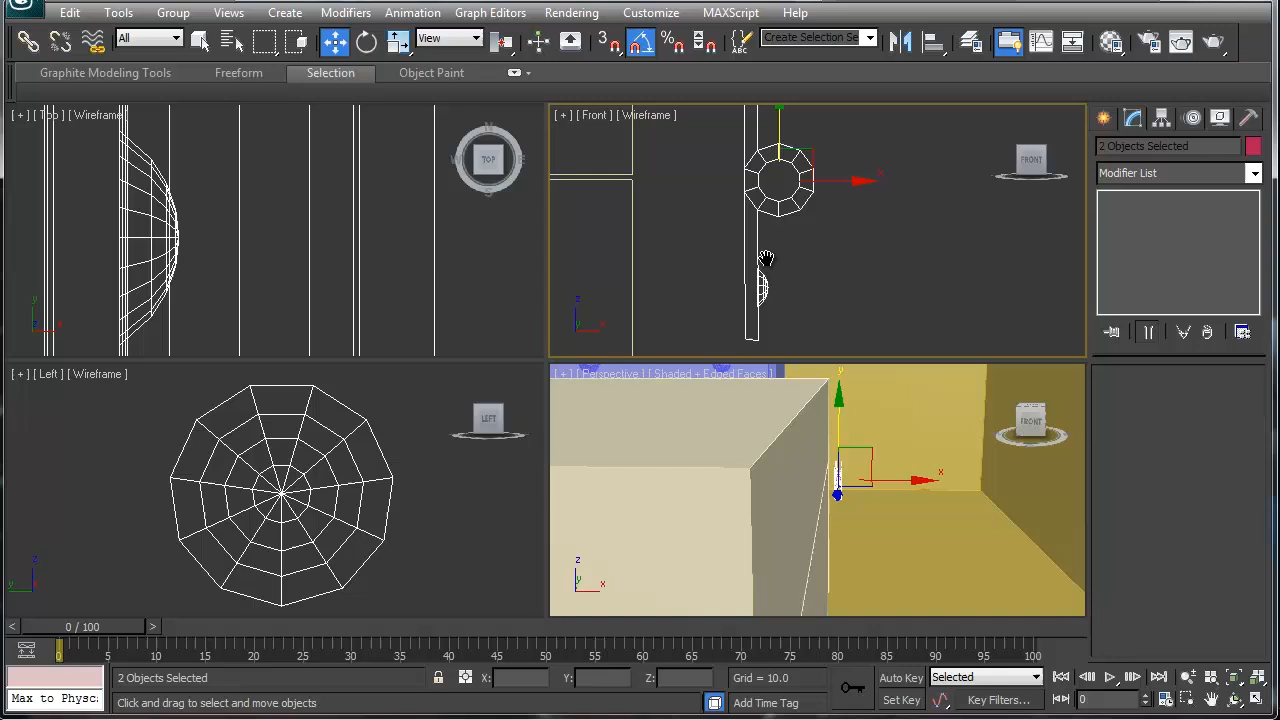 Edit Tools Group Views Create Modifiers Animation Graph Editors Rendering Customize MAXScript Help
All View 3 Create Selection Se
Graphite Modeling Tools Freeform Selection Object Paint
[ + ] [ Top ] [ Wireframe ]
TOP
[ + ] [ Front ] [ Wireframe ]
FRONT
x
z
y x
z
x
2 Objects Selected
Modifier List
[ + ] [ Left ] [ Wireframe ]
LEFT
z
y
[ + ] [ Perspective ] [ Shaded + Edged Faces ]
FRONT
y
x
z
y x
< 0 / 100 >
0 5 10 15 20 25 30 35 40 45 50 55 60 65 70 75 80 85 90 95 100
2 Objects Selected X: Y: Z: Grid = 10.0 Auto Key Selected
Max to Physc: Click and drag to select and move objects Add Time Tag Set Key Key Filters... 0